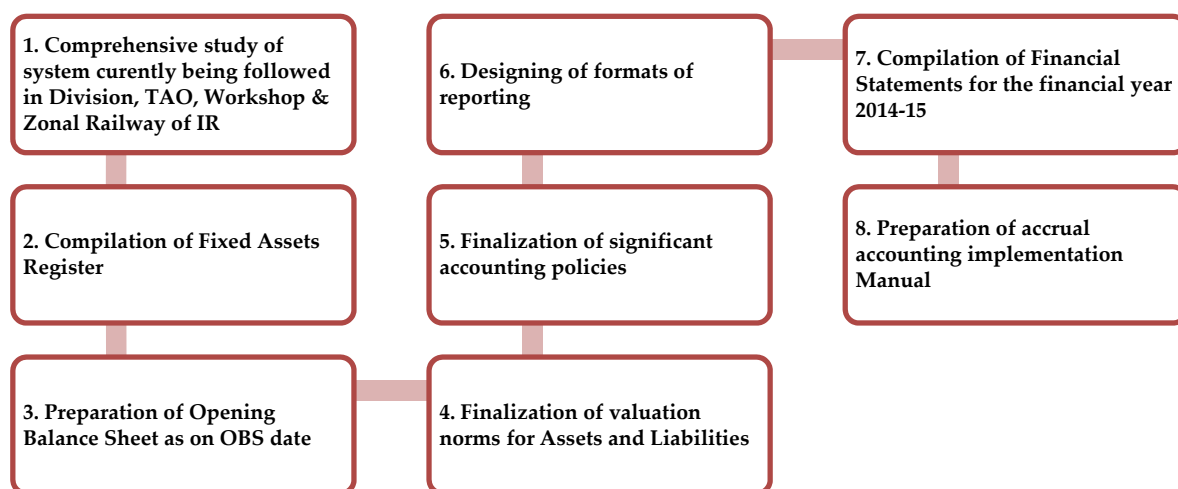 1. Comprehensive study of
system curently being followed
in Division, TAO, Workshop &
Zonal Railway of IR
2. Compilation of Fixed Assets
Register
3. Preparation of Opening
Balance Sheet as on OBS date
4. Finalization of valuation
norms for Assets and Liabilities
5. Finalization of significant
accounting policies
6. Designing of formats of
reporting
7. Compilation of Financial
Statements for the financial year
2014-15
8. Preparation of accrual
accounting implementation
Manual